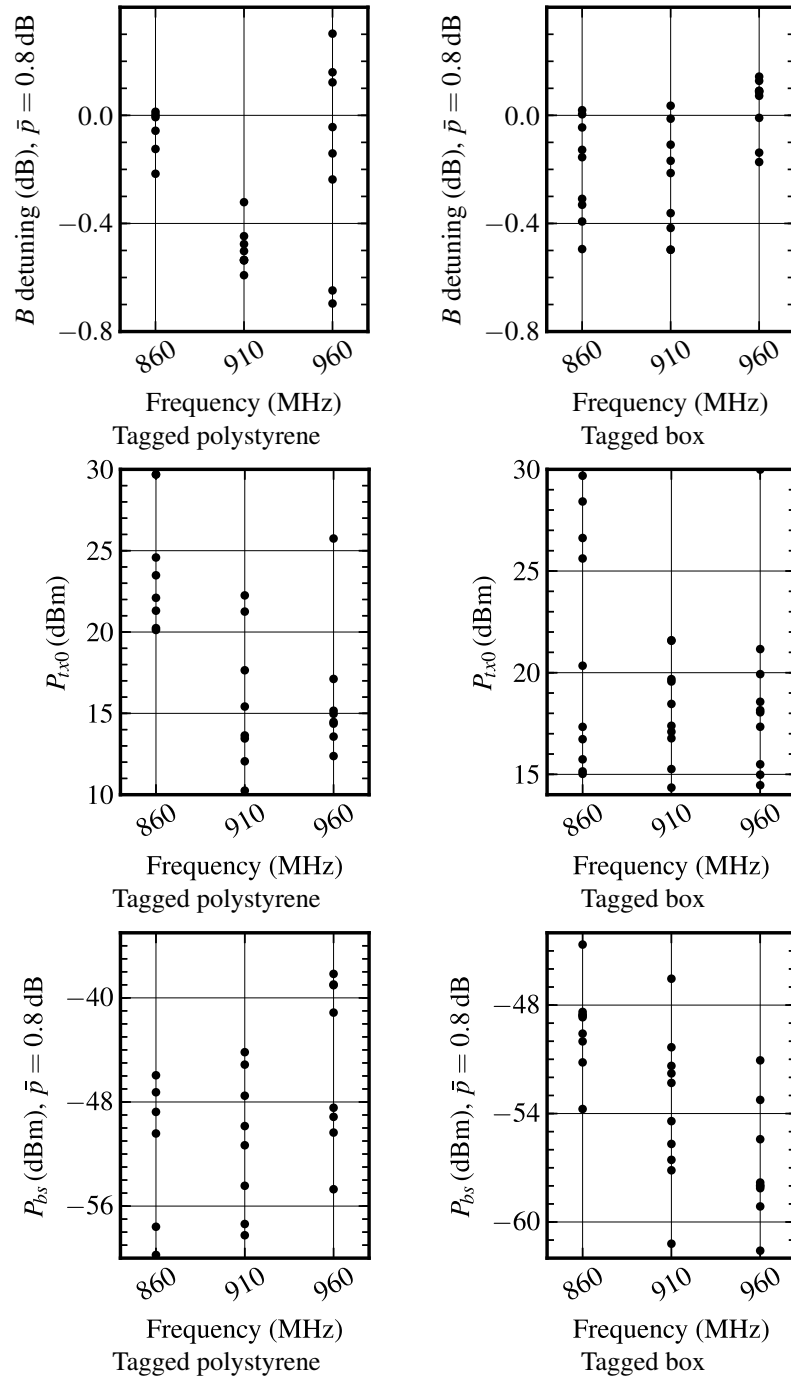 B detuning (dB), p̄ = 0.8 dB
0.0
−0.4
−0.8
860
910
960
Frequency (MHz)
Tagged polystyrene
B detuning (dB), p̄ = 0.8 dB
0.0
−0.4
−0.8
860
910
960
Frequency (MHz)
Tagged box
P_tx0 (dBm)
30
25
20
15
10
860
910
960
Frequency (MHz)
Tagged polystyrene
P_tx0 (dBm)
30
25
20
15
860
910
960
Frequency (MHz)
Tagged box
P_bs (dBm), p̄ = 0.8 dB
−40
−48
−56
860
910
960
Frequency (MHz)
Tagged polystyrene
P_bs (dBm), p̄ = 0.8 dB
−48
−54
−60
860
910
960
Frequency (MHz)
Tagged box